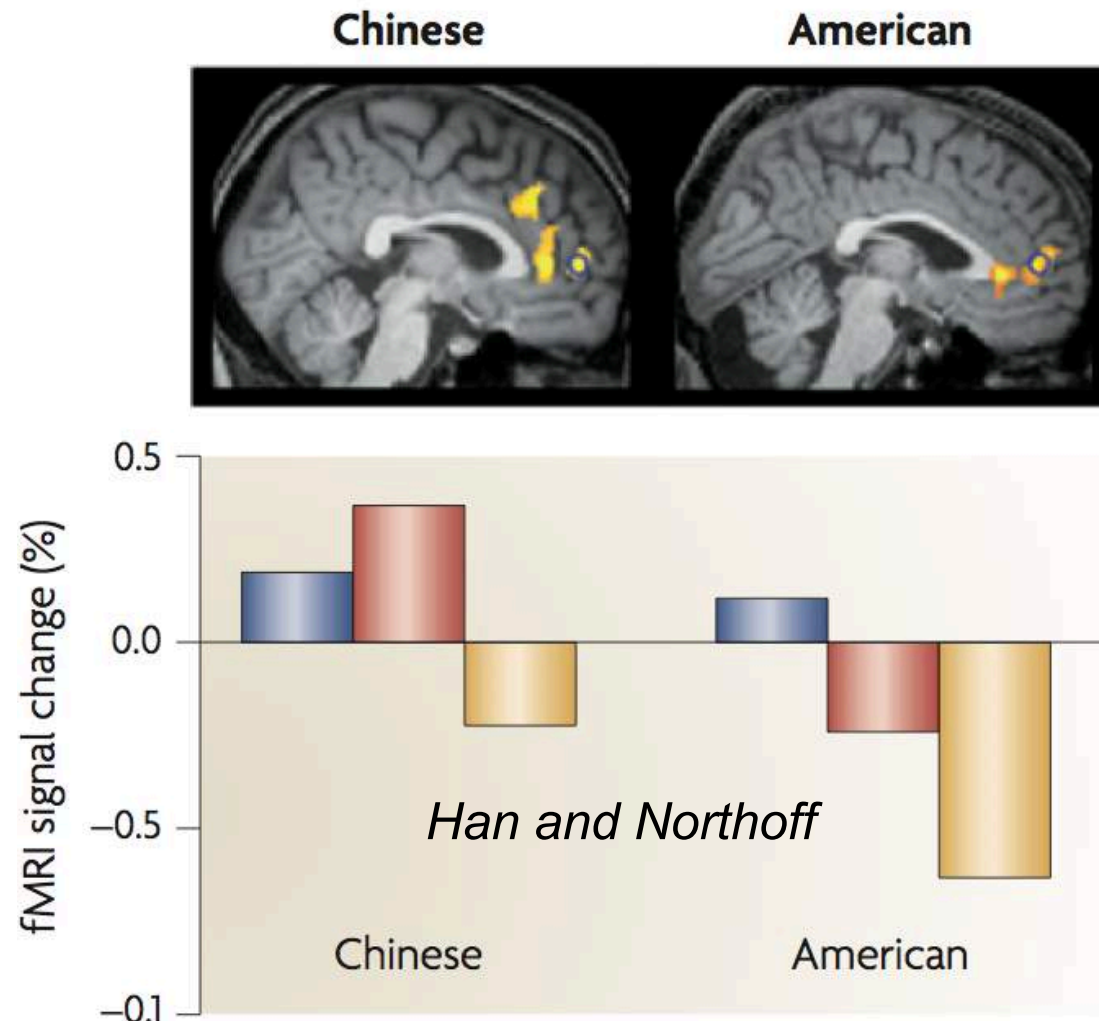 Chinese American
0.5
0.0
−0.5
−0.1
fMRI signal change (%)
Han and Northoff
Chinese American